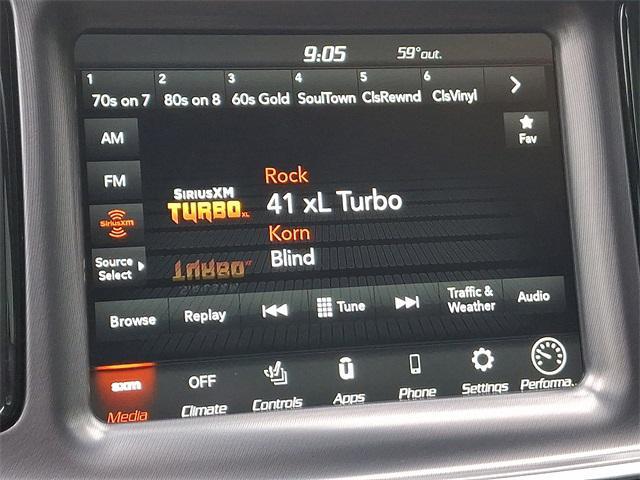 9:05 59°out.
1 2 3 4 5 6
70s on 7 80s on 8 60s Gold SoulTown ClsRewnd ClsVinyl
AM
Fav
FM
Rock
SIRIUSXM
TURBO XL
41 xL Turbo
SiriusXM
Korn
Blind
Source
Select
TURBO
SIRIUSXM
Browse Replay Tune Traffic &
Weather Audio
sxm OFF
Media Climate Controls Apps Phone Settings Performa..